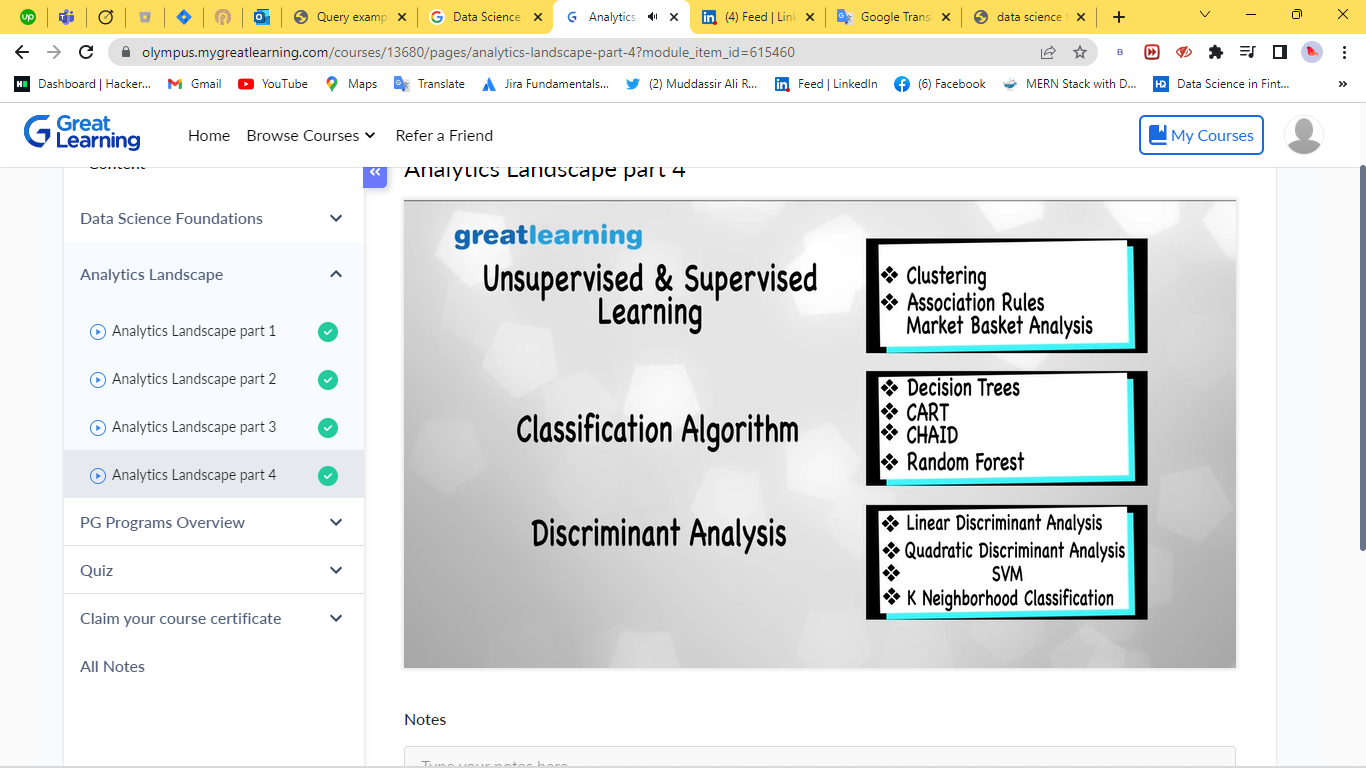 Query examp
Data Science
Analytics
(4) Feed | Link
Google Trans
data science f
olympus.mygreatlearning.com/courses/13680/pages/analytics-landscape-part-4?module_item_id=615460
Dashboard | Hacker...
Gmail
YouTube
Maps
Translate
Jira Fundamentals...
(2) Muddassir Ali R...
Feed | LinkedIn
(6) Facebook
MERN Stack with D...
Data Science in Fint...
Great
Learning
Home
Browse Courses
Refer a Friend
My Courses
Content
Data Science Foundations
Analytics Landscape
Analytics Landscape part 1
Analytics Landscape part 2
Analytics Landscape part 3
Analytics Landscape part 4
PG Programs Overview
Quiz
Claim your course certificate
All Notes
Analytics Landscape part 4
greatlearning
Unsupervised & Supervised
Learning
Clustering
Association Rules
Market Basket Analysis
Classification Algorithm
Decision Trees
CART
CHAID
Random Forest
Discriminant Analysis
Linear Discriminant Analysis
Quadratic Discriminant Analysis
SVM
K Neighborhood Classification
Notes
Type your notes here